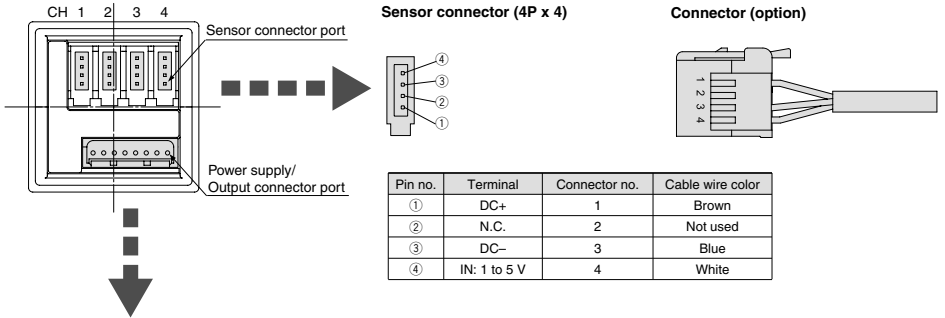 CH 1 2 3 4
Sensor connector port
Power supply/
Output connector port
Sensor connector (4P x 4)
④
③
②
①
Connector (option)
1
2
3
4
Pin no. Terminal Connector no. Cable wire color
① DC+ 1 Brown
② N.C. 2 Not used
③ DC– 3 Blue
④ IN: 1 to 5 V 4 White